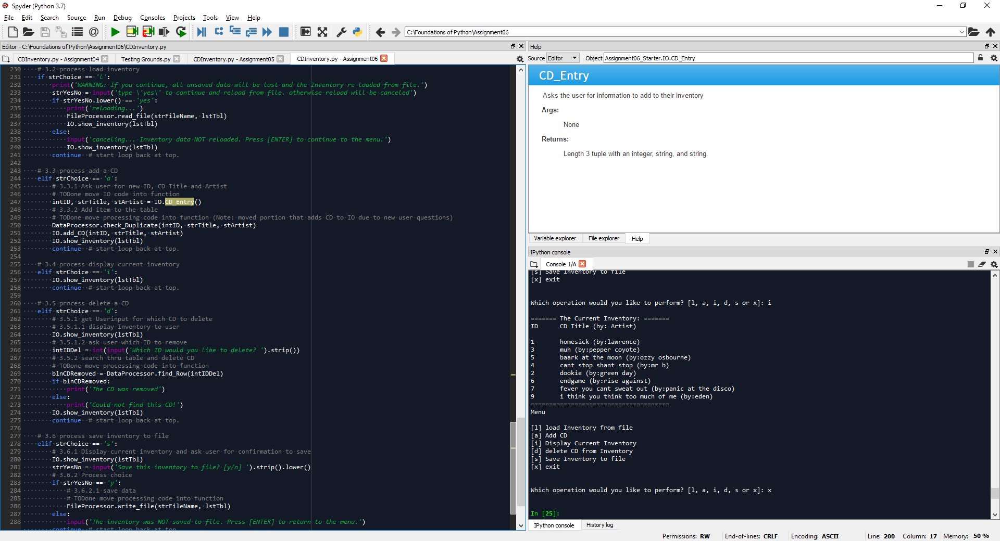 Spyder (Python 3.7)
File Edit Search Source Run Debug Consoles Projects Tools View Help
C:\Foundations of Python\Assignment06
Editor - C:\Foundations of Python\Assignment06\CDInventory.py
CDInventory.py - Assignment04 Testing Grounds.py CDInventory.py - Assignment05 CDInventory.py - Assignment06
230 ····# 3.2 process load inventory
231 ····if strChoice == 'l':
232 ········print('WARNING: If you continue, all unsaved data will be lost and the Inventory re-loaded from file.')
233 ········strYesNo = input('type \'yes\' to continue and reload from file. otherwise reload will be canceled')
234 ········if strYesNo.lower() == 'yes':
235 ············print('reloading...')
236 ············FileProcessor.read_file(strFileName, lstTbl)
237 ············IO.show_inventory(lstTbl)
238 ········else:
239 ············input('canceling... Inventory data NOT reloaded. Press [ENTER] to continue to the menu.')
240 ············IO.show_inventory(lstTbl)
241 ········continue  # start loop back at top.
242
243 ····# 3.3 process add a CD
244 ····elif strChoice == 'a':
245 ········# 3.3.1 Ask user for new ID, CD Title and Artist
246 ········# TODone move IO code into function
247 ········intID, strTitle, stArtist = IO.CD_Entry()
248 ········# 3.3.2 Add item to the table
249 ········# TODone move processing code into function (Note: moved portion that adds CD to IO due to new user questions)
250 ········DataProcessor.check_Duplicate(intID, strTitle, stArtist)
251 ········IO.add_CD(intID, strTitle, stArtist)
252 ········IO.show_inventory(lstTbl)
253 ········continue  # start loop back at top.
254
255 ····# 3.4 process display current inventory
256 ····elif strChoice == 'i':
257 ········IO.show_inventory(lstTbl)
258 ········continue  # start loop back at top.
259
260 ····# 3.5 process delete a CD
261 ····elif strChoice == 'd':
262 ········# 3.5.1 get Userinput for which CD to delete
263 ········# 3.5.1.1 display Inventory to user
264 ········IO.show_inventory(lstTbl)
265 ········# 3.5.1.2 ask user which ID to remove
266 ········intIDDel = int(input('Which ID would you like to delete? ').strip())
267 ········# 3.5.2 search thru table and delete CD
268 ········# TODone move processing code into function
269 ········blnCDRemoved = DataProcessor.find_Row(intIDDel)
270 ········if blnCDRemoved:
271 ············print('The CD was removed')
272 ········else:
273 ············print('Could not find this CD!')
274 ········IO.show_inventory(lstTbl)
275 ········continue  # start loop back at top.
276
277 ····# 3.6 process save inventory to file
278 ····elif strChoice == 's':
279 ········# 3.6.1 Display current inventory and ask user for confirmation to save
280 ········IO.show_inventory(lstTbl)
281 ········strYesNo = input('Save this inventory to file? [y/n] ').strip().lower()
282 ········# 3.6.2 Process choice
283 ········if strYesNo == 'y':
284 ············# 3.6.2.1 save data
285 ············# TODone move processing code into function
286 ············FileProcessor.write_file(strFileName, lstTbl)
287 ········else:
288 ············input('The inventory was NOT saved to file. Press [ENTER] to return to the menu.')
········continue  # start loop back at top.
Help
Source Editor Object Assignment06_Starter.IO.CD_Entry
CD_Entry
Asks the user for information to add to their inventory
Args:
None
Returns:
Length 3 tuple with an integer, string, and string.
Variable explorer File explorer Help
IPython console
Console 1/A
[s] Save Inventory to file
[x] exit
Which operation would you like to perform? [l, a, i, d, s or x]: i
======= The Current Inventory: =======
ID CD Title (by: Artist)
1 homesick (by:lawrence)
3 muh (by:pepper coyote)
5 baark at the moon (by:ozzy osbourne)
4 cant stop shant stop (by:mr b)
2 dookie (by:green day)
6 endgame (by:rise against)
7 fever you cant sweat out (by:panic at the disco)
9 i think you think too much of me (by:eden)
======================================
Menu
[l] load Inventory from file
[a] Add CD
[i] Display Current Inventory
[d] delete CD from Inventory
[s] Save Inventory to file
[x] exit
Which operation would you like to perform? [l, a, i, d, s or x]: x
In [25]:
IPython console History log
Permissions: RW End-of-lines: CRLF Encoding: ASCII Line: 200 Column: 17 Memory: 50 %